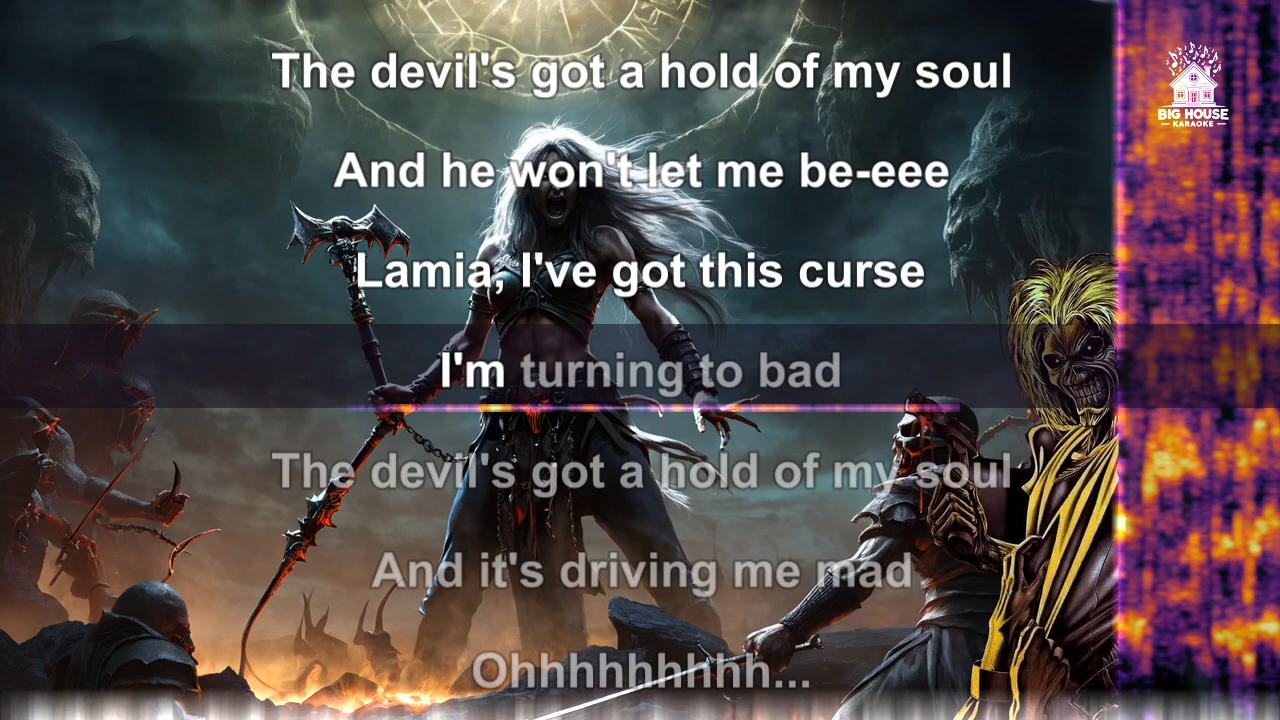 The devil's got a hold of my soul
And he won't let me be-eee
Lamia, I've got this curse
I'm turning to bad
The devil's got a hold of my soul
And it's driving me mad
Ohhhhhhhhhh...
BIG HOUSE
KARAOKE